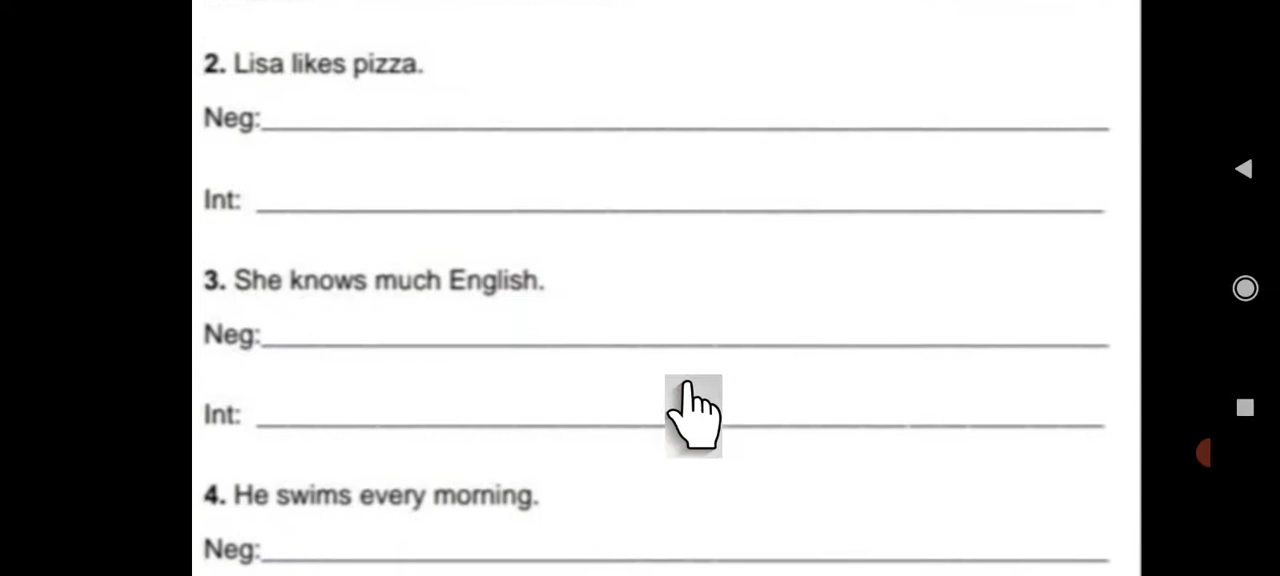 2. Lisa likes pizza.
Neg:
Int:
3. She knows much English.
Neg:
Int:
4. He swims every morning.
Neg: